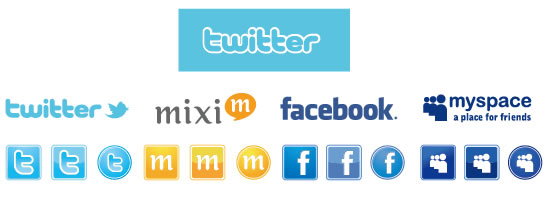 twitter
twitter mixi m facebook. myspace
a place for friends
t t t m m m f f f